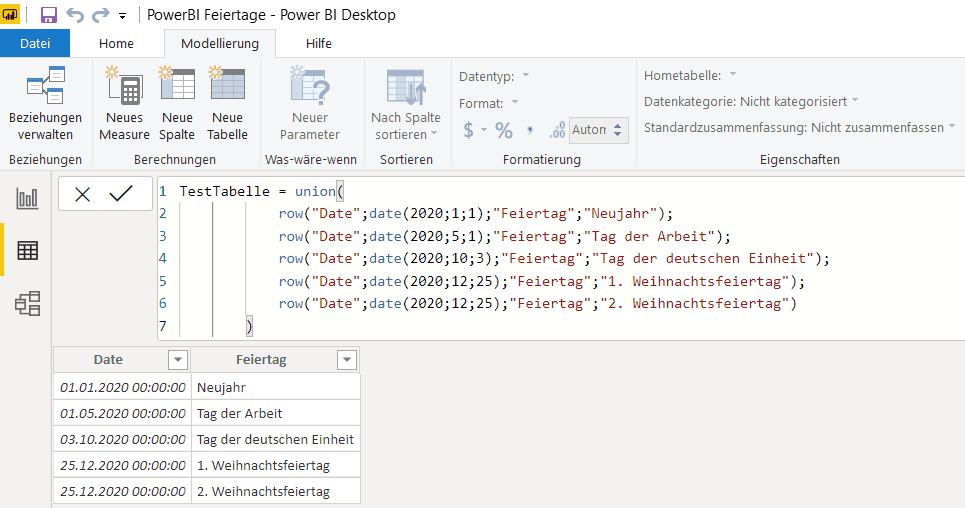 PowerBI Feiertage - Power BI Desktop
Datei Home Modellierung Hilfe
Beziehungen verwalten
Neues Measure
Neue Spalte
Neue Tabelle
Neuer Parameter
Nach Spalte sortieren
Datentyp:
Format:
$ % , .00 Autom
Hometabelle:
Datenkategorie: Nicht kategorisiert
Standardzusammenfassung: Nicht zusammenfassen
Beziehungen Berechnungen Was-wäre-wenn Sortieren Formatierung Eigenschaften
1 TestTabelle = union(
2 row("Date";date(2020;1;1);"Feiertag";"Neujahr");
3 row("Date";date(2020;5;1);"Feiertag";"Tag der Arbeit");
4 row("Date";date(2020;10;3);"Feiertag";"Tag der deutschen Einheit");
5 row("Date";date(2020;12;25);"Feiertag";"1. Weihnachtsfeiertag");
6 row("Date";date(2020;12;25);"Feiertag";"2. Weihnachtsfeiertag")
7 )
Date Feiertag
01.01.2020 00:00:00 Neujahr
01.05.2020 00:00:00 Tag der Arbeit
03.10.2020 00:00:00 Tag der deutschen Einheit
25.12.2020 00:00:00 1. Weihnachtsfeiertag
25.12.2020 00:00:00 2. Weihnachtsfeiertag